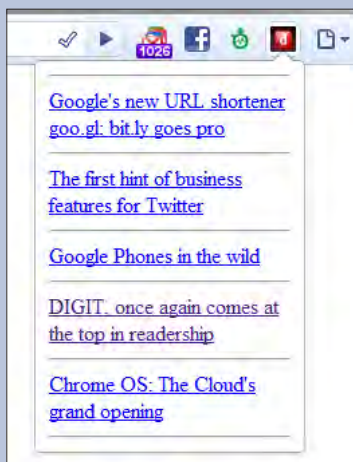 1026
f
d
Google's new URL shortener
goo.gl: bit.ly goes pro
The first hint of business
features for Twitter
Google Phones in the wild
DIGIT, once again comes at
the top in readership
Chrome OS: The Cloud's
grand opening